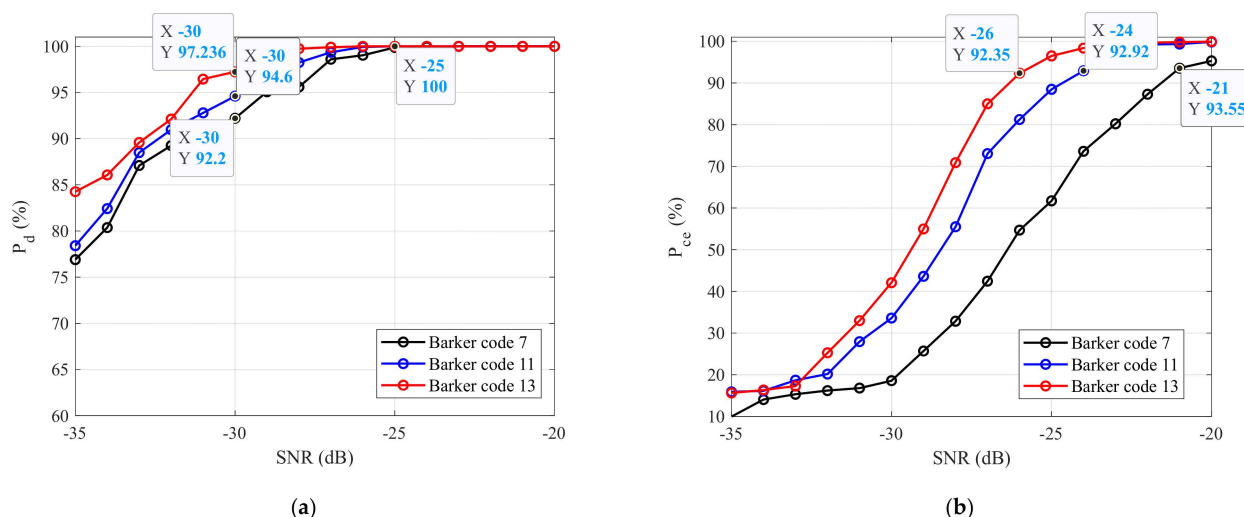 X -30
Y 97.236
X -30
Y 94.6
X -25
Y 100
X -30
Y 92.2
100
95
90
85
80
75
70
65
60
P_d (%)
-35
-30
-25
-20
SNR (dB)
Barker code 7
Barker code 11
Barker code 13
(a)
X -26
Y 92.35
X -24
Y 92.92
X -21
Y 93.55
100
90
80
70
60
50
40
30
20
10
P_ce (%)
-35
-30
-25
-20
SNR (dB)
Barker code 7
Barker code 11
Barker code 13
(b)